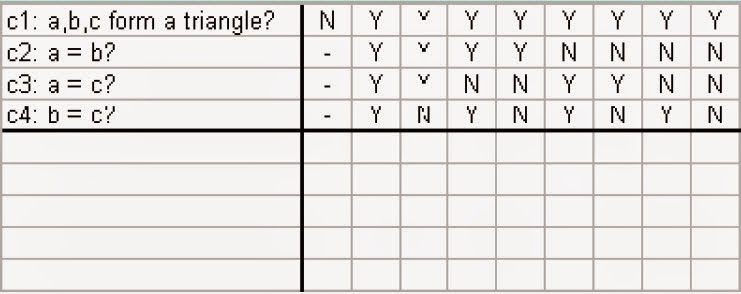 c1: a,b,c form a triangle? N Y Y Y Y Y Y Y Y
c2: a = b? - Y Y Y Y N N N N
c3: a = c? - Y Y N N Y Y N N
c4: b = c? - Y N Y N Y N Y N